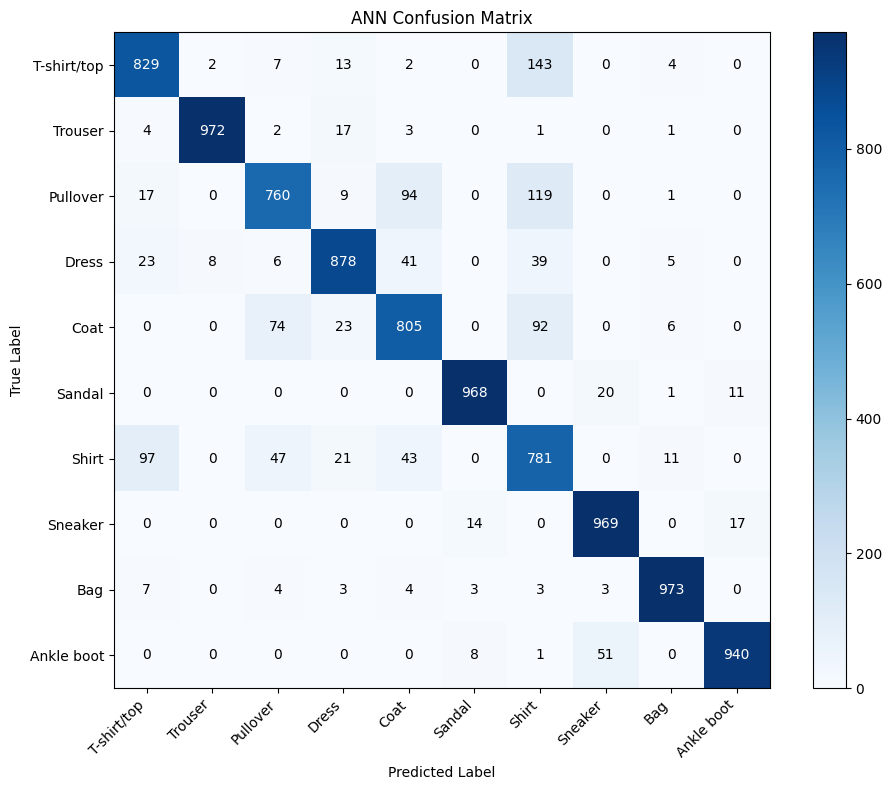 ANN Confusion Matrix
T-shirt/top 829 2 7 13 2 0 143 0 4 0
Trouser 4 972 2 17 3 0 1 0 1 0
Pullover 17 0 760 9 94 0 119 0 1 0
Dress 23 8 6 878 41 0 39 0 5 0
Coat 0 0 74 23 805 0 92 0 6 0
Sandal 0 0 0 0 0 968 0 20 1 11
Shirt 97 0 47 21 43 0 781 0 11 0
Sneaker 0 0 0 0 0 14 0 969 0 17
Bag 7 0 4 3 4 3 3 3 973 0
Ankle boot 0 0 0 0 0 8 1 51 0 940
True Label
T-shirt/top Trouser Pullover Dress Coat Sandal Shirt Sneaker Bag Ankle boot
Predicted Label
800
600
400
200
0